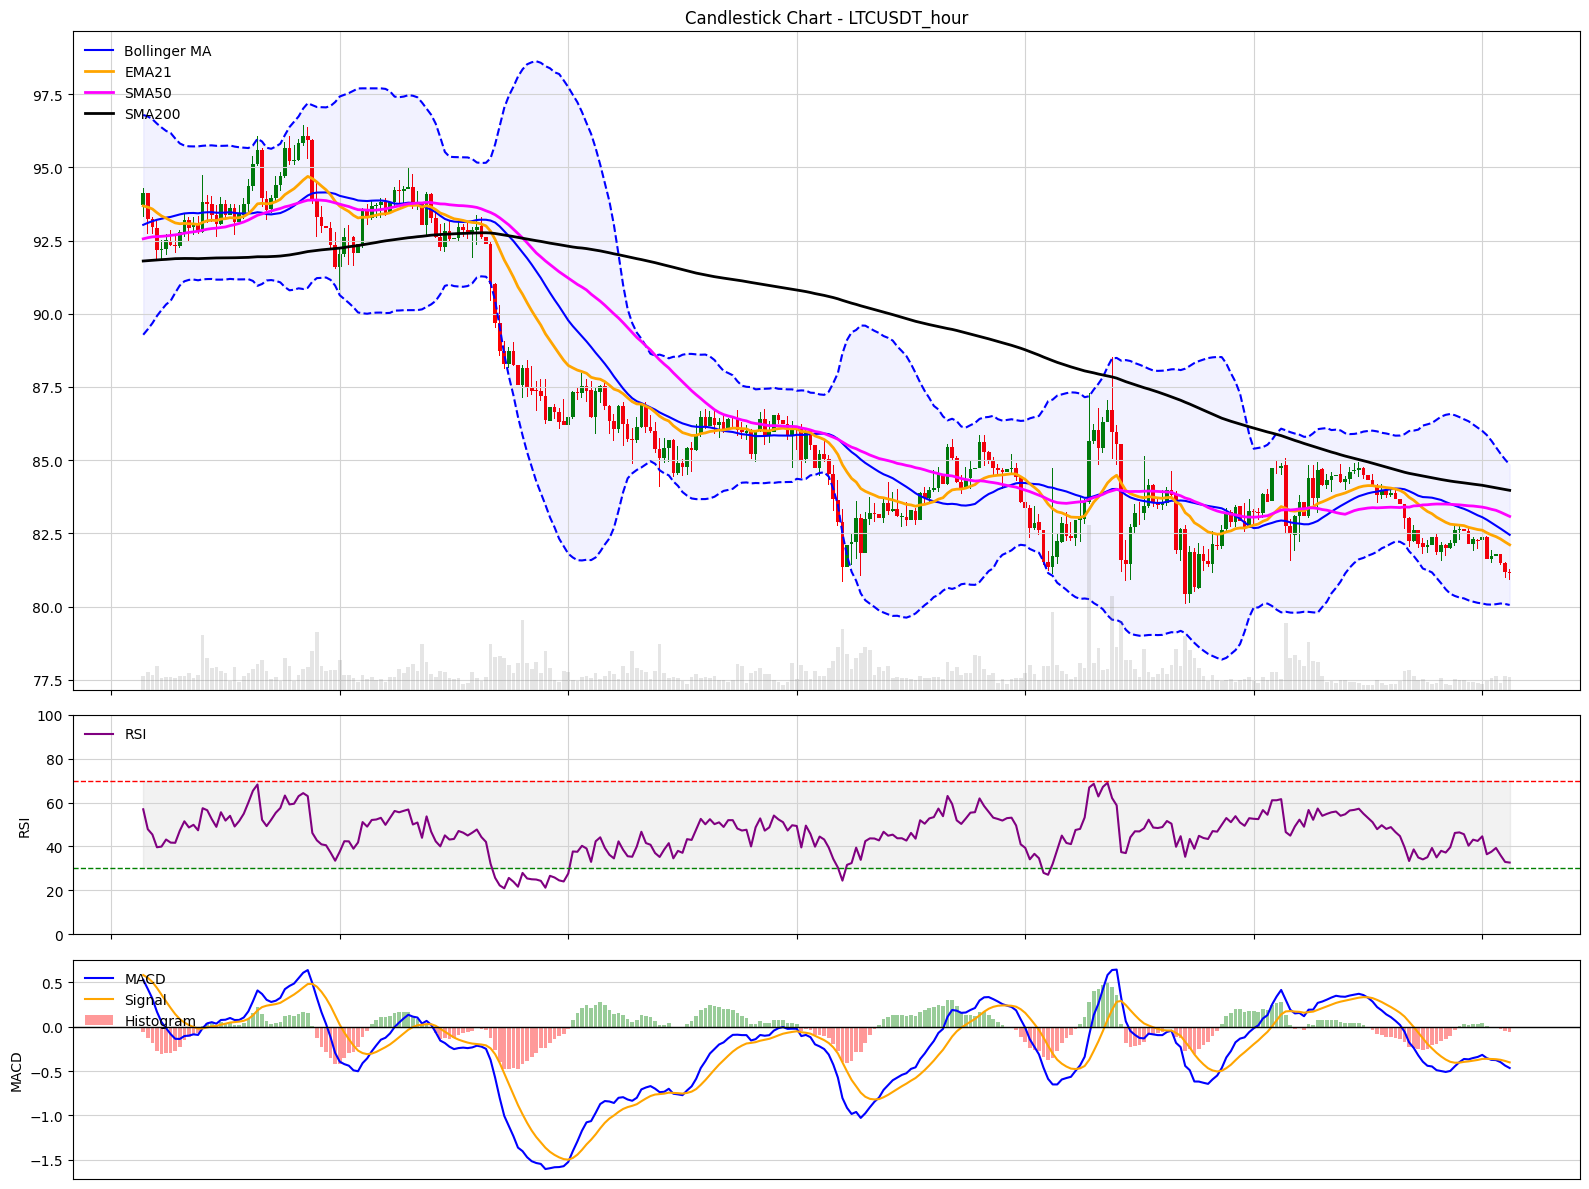 Candlestick Chart - LTCUSDT_hour
Bollinger MA
EMA21
SMA50
SMA200
97.5
95.0
92.5
90.0
87.5
85.0
82.5
80.0
77.5
RSI
100
80
60
40
20
0
RSI
MACD
Signal
Histogram
0.5
0.0
−0.5
−1.0
−1.5
MACD